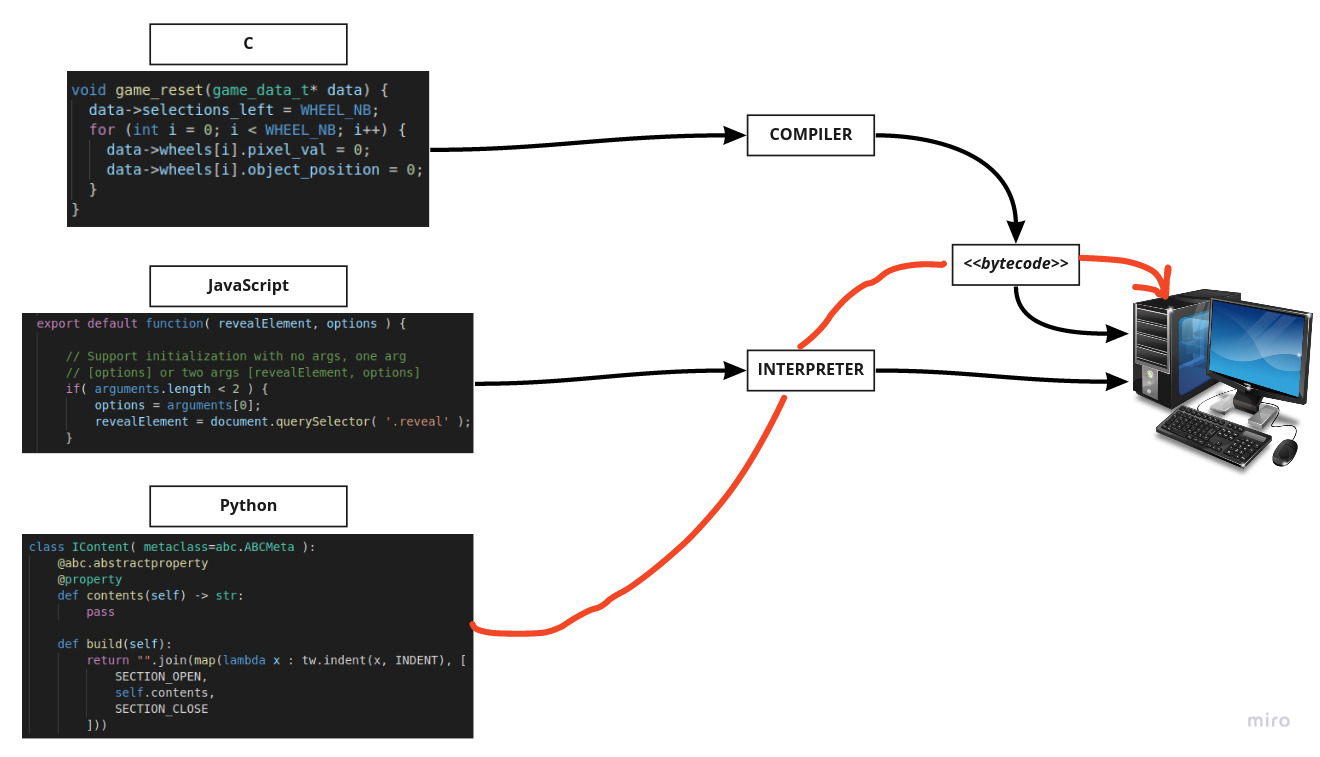 C
void game_reset(game_data_t* data) {
data->selections_left = WHEEL_NB;
for (int i = 0; i < WHEEL_NB; i++) {
data->wheels[i].pixel_val = 0;
data->wheels[i].object_position = 0;
}
}
COMPILER
<<bytecode>>
JavaScript
export default function( revealElement, options ) {
// Support initialization with no args, one arg
// [options] or two args [revealElement, options]
if( arguments.length < 2 ) {
options = arguments[0];
revealElement = document.querySelector( '.reveal' );
}
INTERPRETER
Python
class IContent( metaclass=abc.ABCMeta ):
@abc.abstractproperty
@property
def contents(self) -> str:
pass
def build(self):
return "".join(map(lambda x : tw.indent(x, INDENT), [
SECTION_OPEN,
self.contents,
SECTION_CLOSE
]))
miro